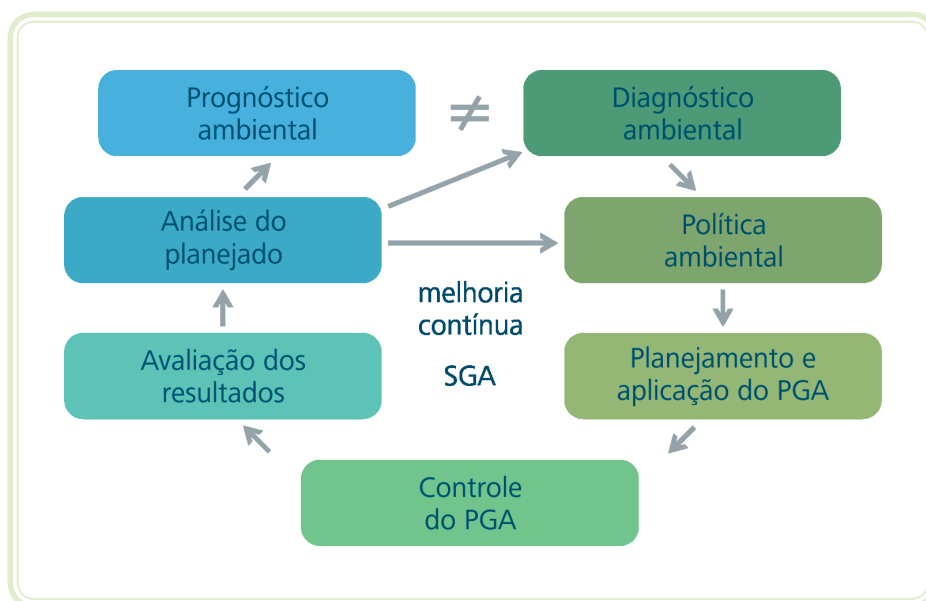 Prognóstico
ambiental
≠
Diagnóstico
ambiental
Análise do
planejado
Política
ambiental
melhoria
contínua
SGA
Avaliação dos
resultados
Planejamento e
aplicação do PGA
Controle
do PGA